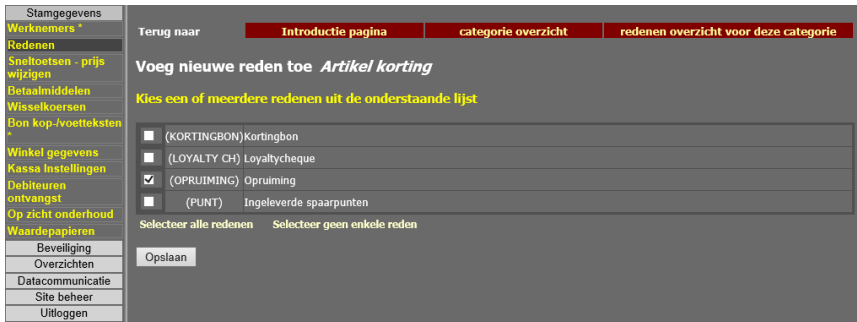 Stamgegevens
Werknemers *
Redenen
Sneltoetsen - prijs
wijzigen
Betaalmiddelen
Wisselkoersen
Bon kop-/voetteksten
*
Winkel gegevens
Kassa Instellingen
Debiteuren
ontvangst
Op zicht onderhoud
Waardepapieren
Beveiliging
Overzichten
Datacommunicatie
Site beheer
Uitloggen
Terug naar Introductie pagina categorie overzicht redenen overzicht voor deze categorie
Voeg nieuwe reden toe Artikel korting
Kies een of meerdere redenen uit de onderstaande lijst
(KORTINGBON) Kortingbon
(LOYALTY CH) Loyaltycheque
(OPRUIMING) Opruiming
(PUNT) Ingeleverde spaarpunten
Selecteer alle redenen Selecteer geen enkele reden
Opslaan